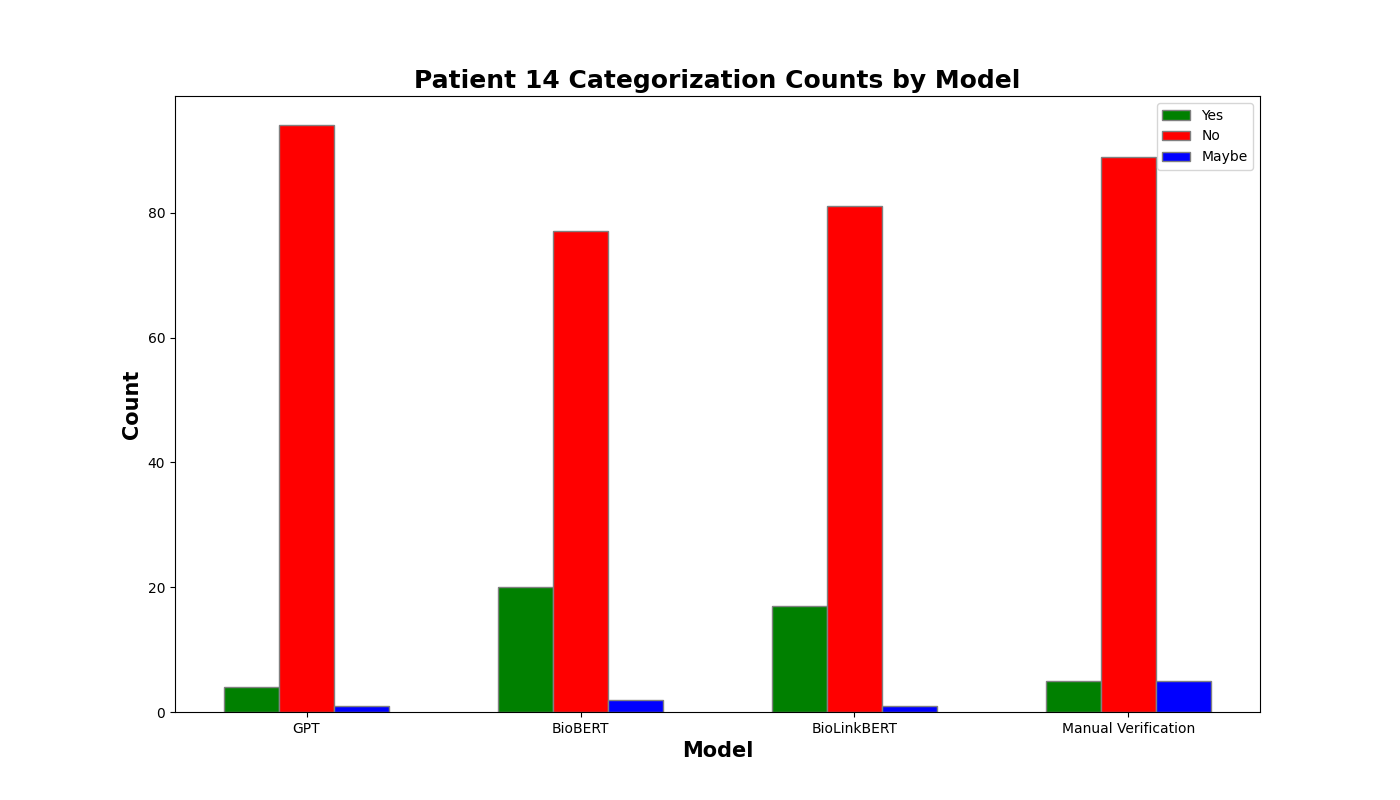 Patient 14 Categorization Counts by Model
Yes
No
Maybe
80
60
40
20
0
Count
GPT
BioBERT
BioLinkBERT
Manual Verification
Model